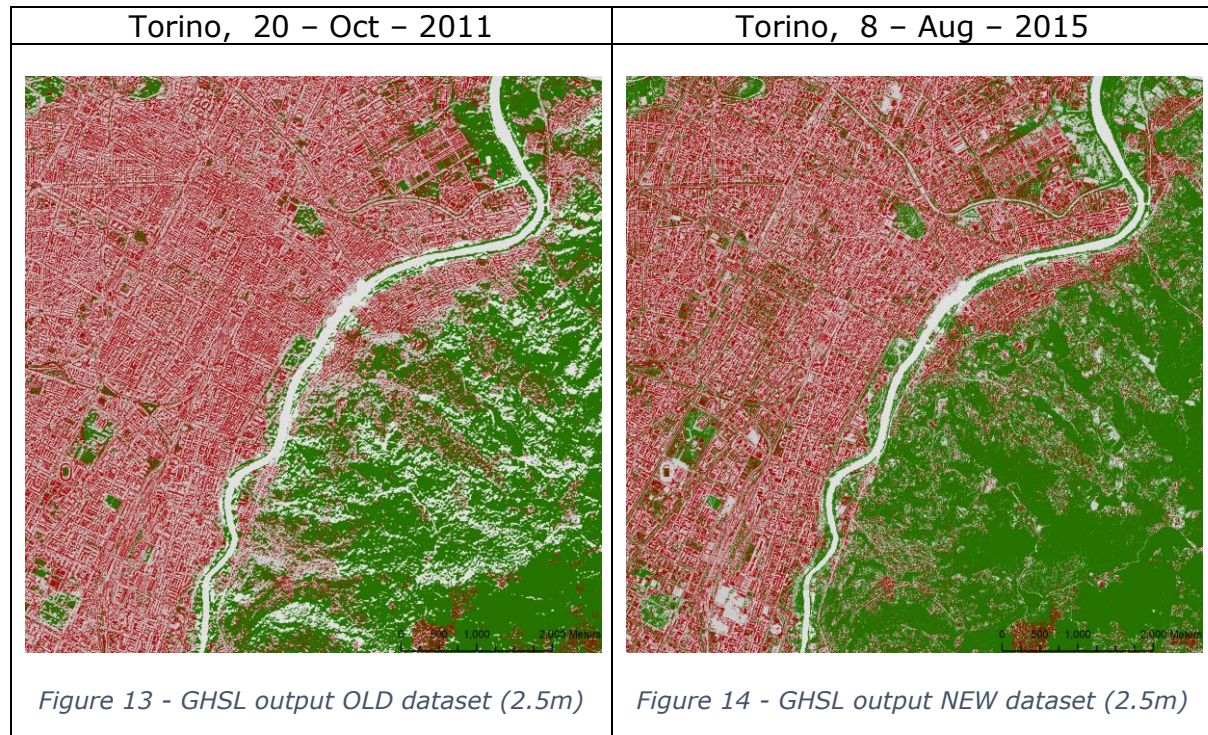 Torino, 20 – Oct – 2011
Torino, 8 – Aug – 2015
0 500 1,000 2,000 Meters
0 500 1,000 2,000 Meters
Figure 13 - GHSL output OLD dataset (2.5m)
Figure 14 - GHSL output NEW dataset (2.5m)